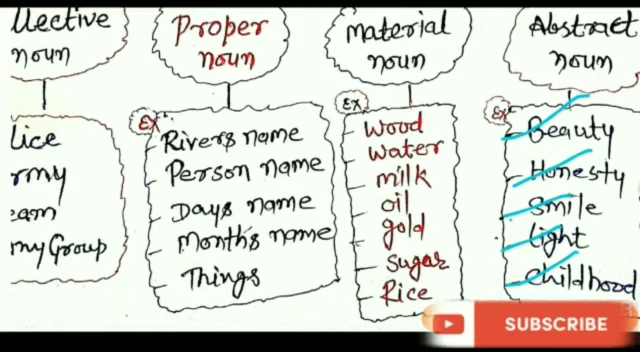 llective
noun
lice
rmy
eam
my Group
Proper
noun
Ex
Rivers name
Person name
Days name
Months name
Things
Material
noun
Ex
Wood
water
milk
oil
gold
sugar
Rice
Abstract
noun
Ex
Beauty
Honesty
Smile
light
childhood
SUBSCRIBE